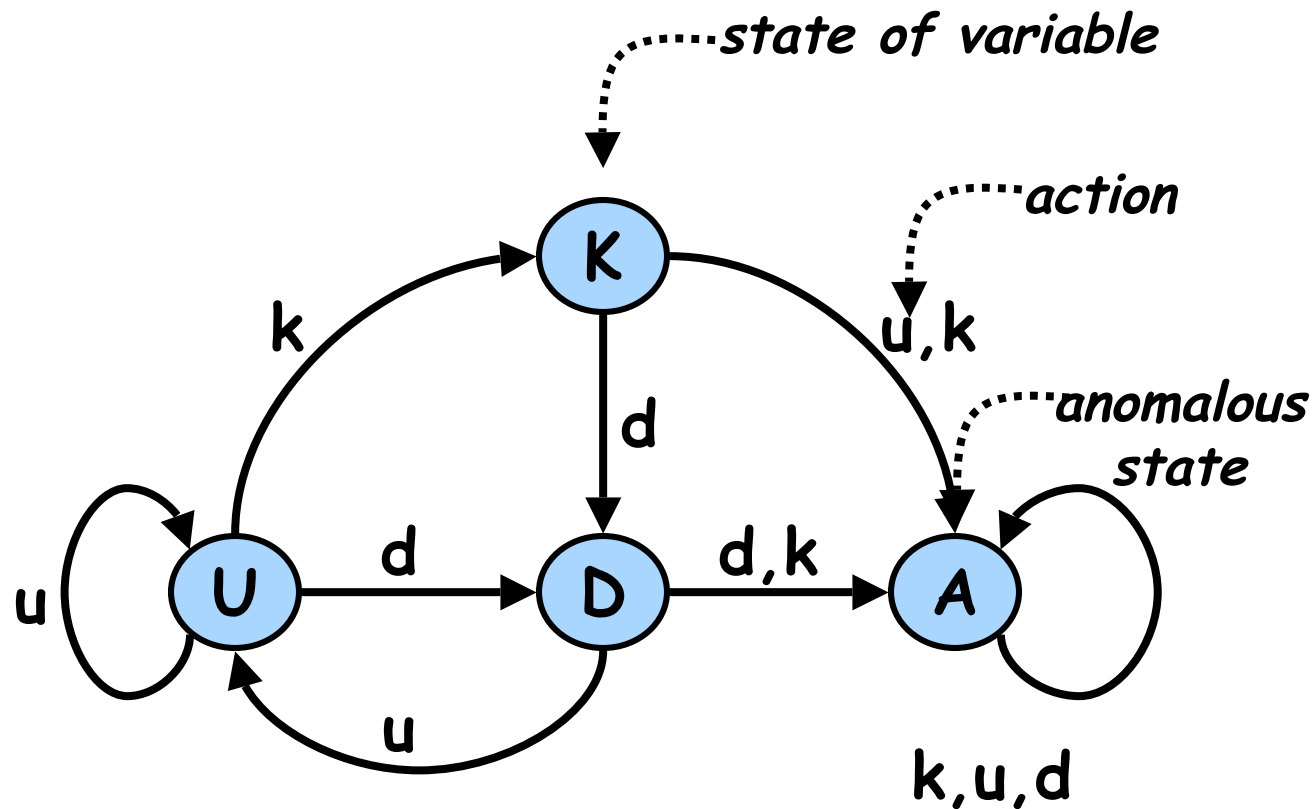 state of variable
action
K
k
u,k
d
anomalous
state
d
d,k
u
U
D
A
u
k,u,d